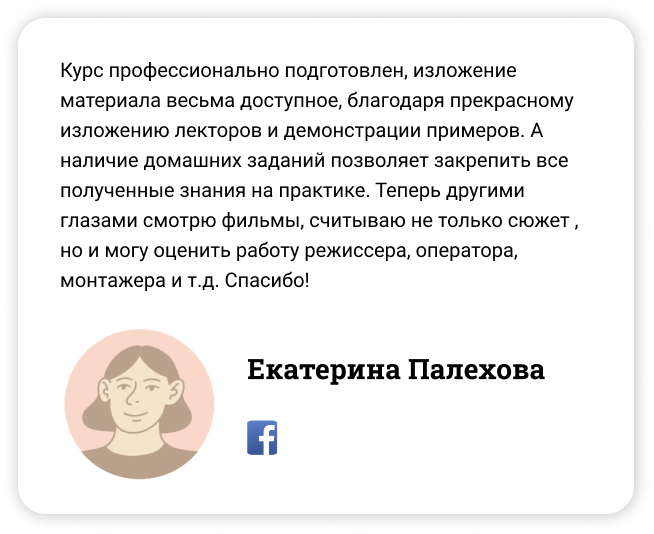 Курс профессионально подготовлен, изложение
материала весьма доступное, благодаря прекрасному
изложению лекторов и демонстрации примеров. А
наличие домашних заданий позволяет закрепить все
полученные знания на практике. Теперь другими
глазами смотрю фильмы, считываю не только сюжет ,
но и могу оценить работу режиссера, оператора,
монтажера и т.д. Спасибо!
Екатерина Палехова